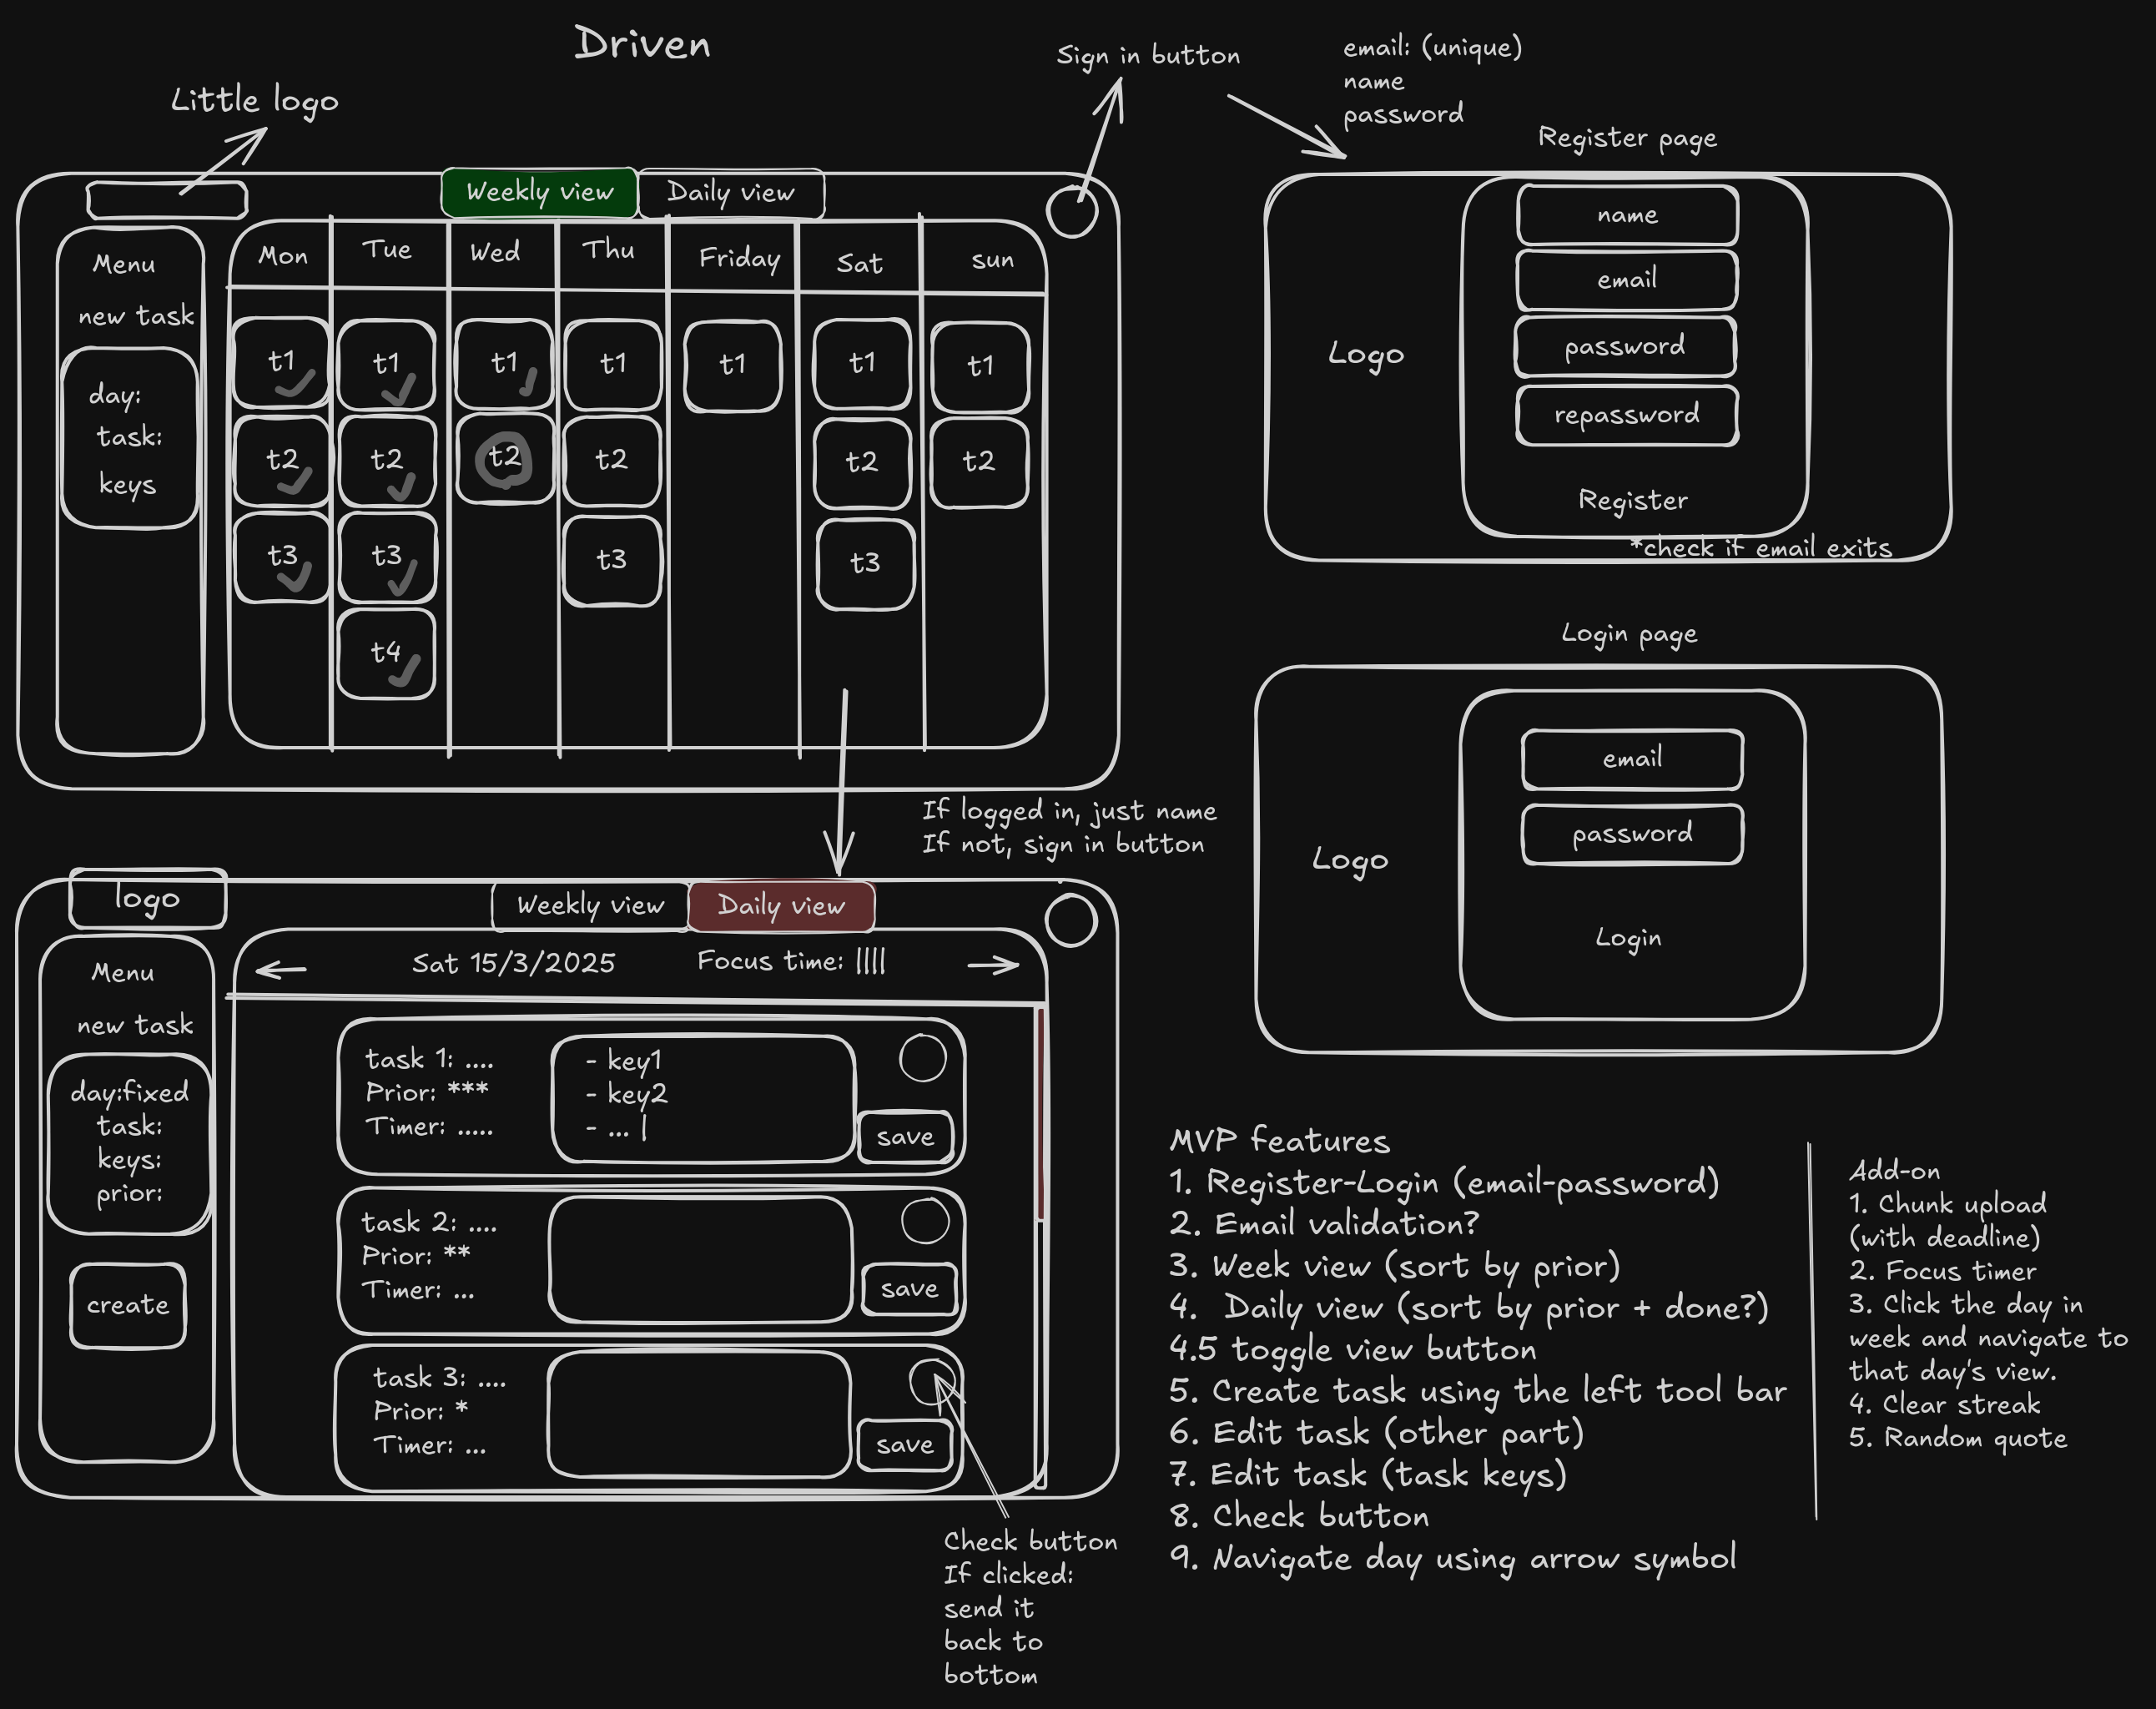 Driven
Little logo
Sign in button
email: (unique)
name
password
Weekly view
Daily view
Menu
new task
day:
task:
keys
Mon
Tue
Wed
Thu
Friday
Sat
sun
t1
t1
t1
t1
t1
t1
t1
t2
t2
t2
t2
t2
t2
t3
t3
t3
t3
t4
Register page
Logo
name
email
password
repassword
Register
*check if email exits
Login page
Logo
email
password
Login
If logged in, just name
If not, sign in button
logo
Weekly view
Daily view
Menu
new task
day:fixed
task:
keys:
prior:
create
Sat 15/3/2025
Focus time: ||||
task 1: ....
Prior: ***
Timer: .....
- key1
- key2
- ... |
save
task 2: ....
Prior: **
Timer: ...
save
task 3: ....
Prior: *
Timer: ...
save
Check button
If clicked:
send it
back to
bottom
MVP features
1. Register-Login (email-password)
2. Email validation?
3. Week view (sort by prior)
4. Daily view (sort by prior + done?)
4.5 toggle view button
5. Create task using the left tool bar
6. Edit task (other part)
7. Edit task (task keys)
8. Check button
9. Navigate day using arrow symbol
Add-on
1. Chunk upload
(with deadline)
2. Focus timer
3. Click the day in
week and navigate to
that day's view.
4. Clear streak
5. Random quote